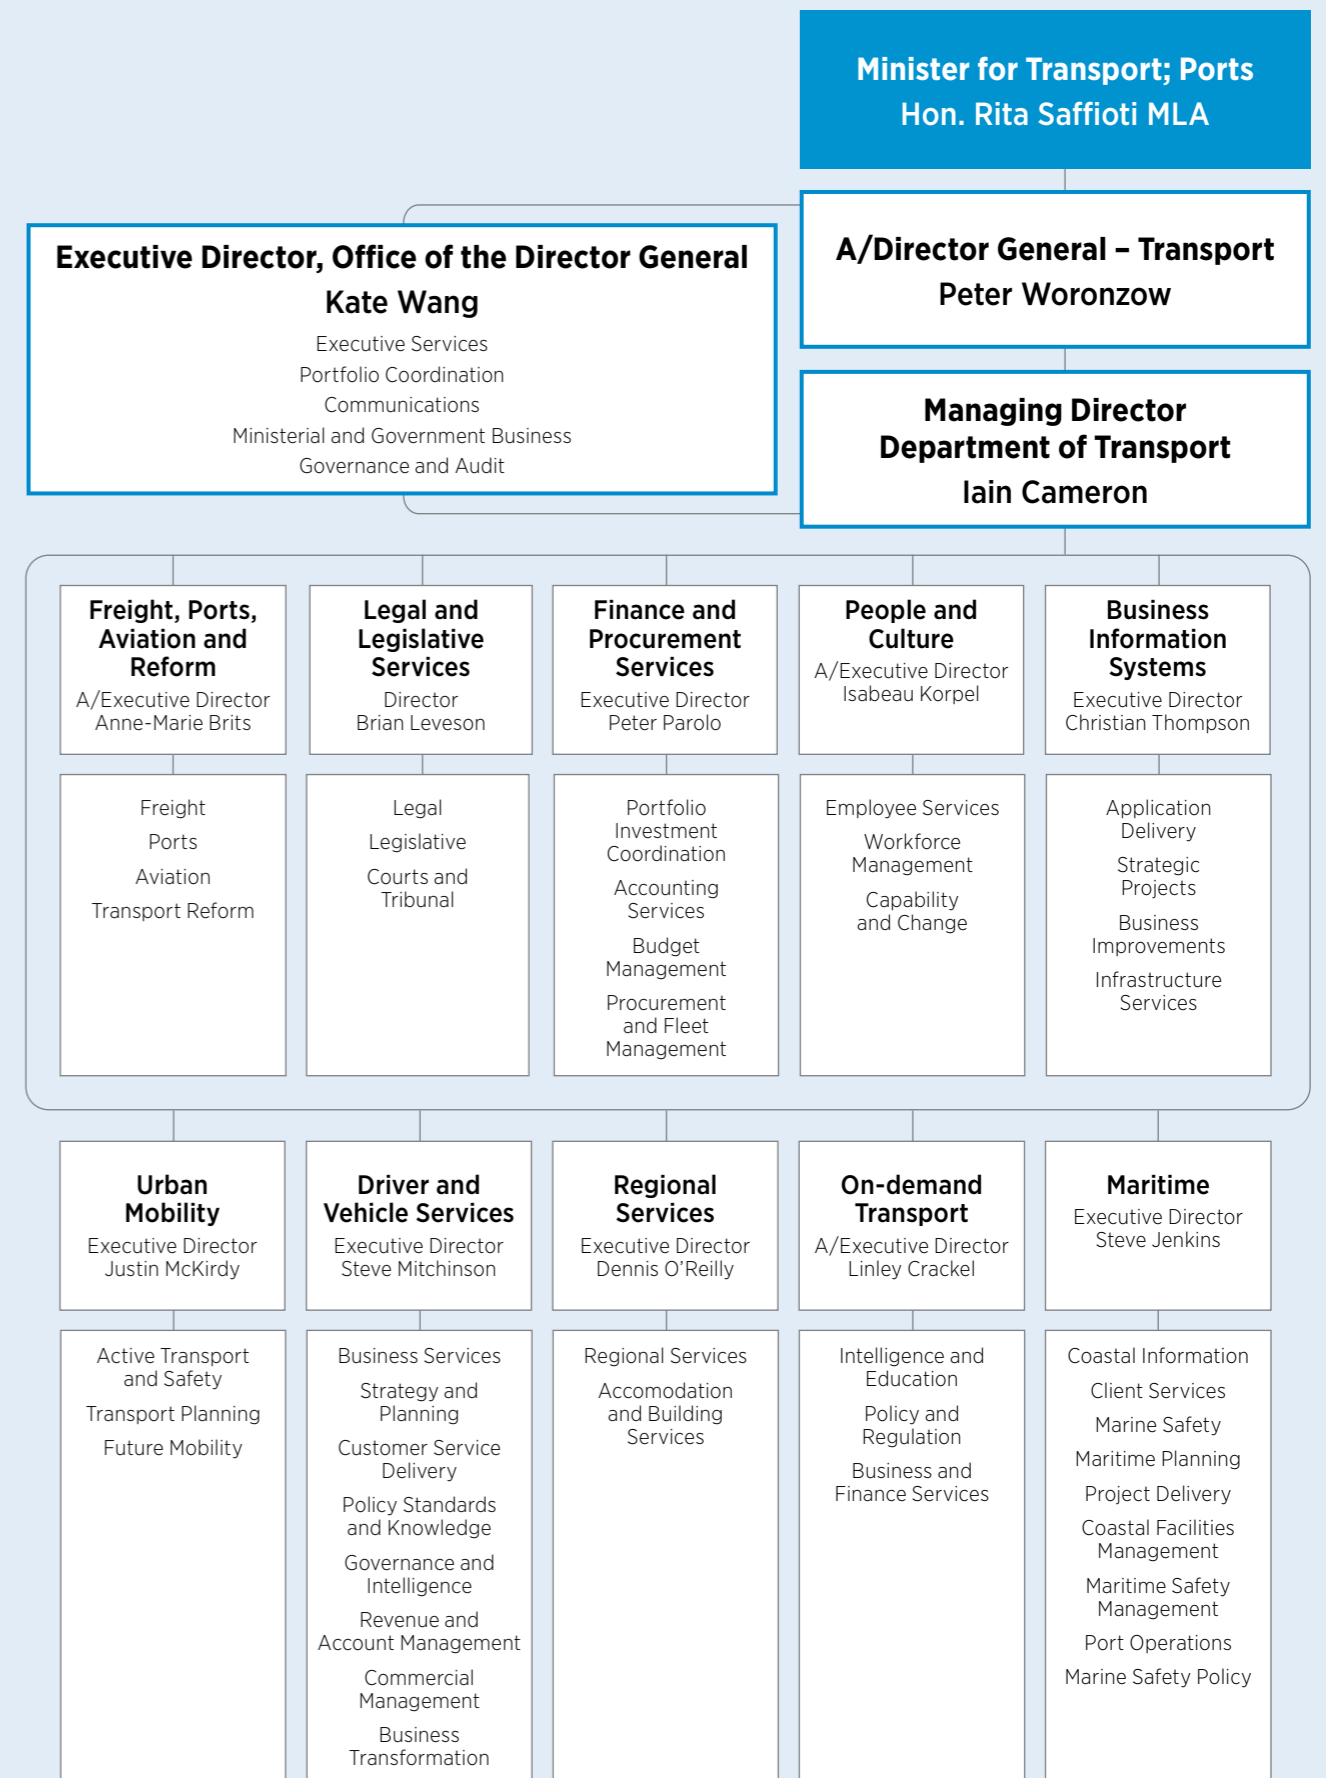 Minister for Transport; Ports
Hon. Rita Saffioti MLA
A/Director General – Transport
Peter Woronzow
Executive Director, Office of the Director General
Kate Wang
Executive Services
Portfolio Coordination
Communications
Ministerial and Government Business
Governance and Audit
Managing Director
Department of Transport
Iain Cameron
Freight, Ports,
Aviation and
Reform
A/Executive Director
Anne-Marie Brits
Freight
Ports
Aviation
Transport Reform
Legal and
Legislative
Services
Director
Brian Leveson
Legal
Legislative
Courts and
Tribunal
Finance and
Procurement
Services
Executive Director
Peter Parolo
Portfolio
Investment
Coordination
Accounting
Services
Budget
Management
Procurement
and Fleet
Management
People and
Culture
A/Executive Director
Isabeau Korpel
Employee Services
Workforce
Management
Capability
and Change
Business
Information
Systems
Executive Director
Christian Thompson
Application
Delivery
Strategic
Projects
Business
Improvements
Infrastructure
Services
Urban
Mobility
Executive Director
Justin McKirdy
Active Transport
and Safety
Transport Planning
Future Mobility
Driver and
Vehicle Services
Executive Director
Steve Mitchinson
Business Services
Strategy and
Planning
Customer Service
Delivery
Policy Standards
and Knowledge
Governance and
Intelligence
Revenue and
Account Management
Commercial
Management
Business
Transformation
Regional
Services
Executive Director
Dennis O'Reilly
Regional Services
Accomodation
and Building
Services
On-demand
Transport
A/Executive Director
Linley Crackel
Intelligence and
Education
Policy and
Regulation
Business and
Finance Services
Maritime
Executive Director
Steve Jenkins
Coastal Information
Client Services
Marine Safety
Maritime Planning
Project Delivery
Coastal Facilities
Management
Maritime Safety
Management
Port Operations
Marine Safety Policy